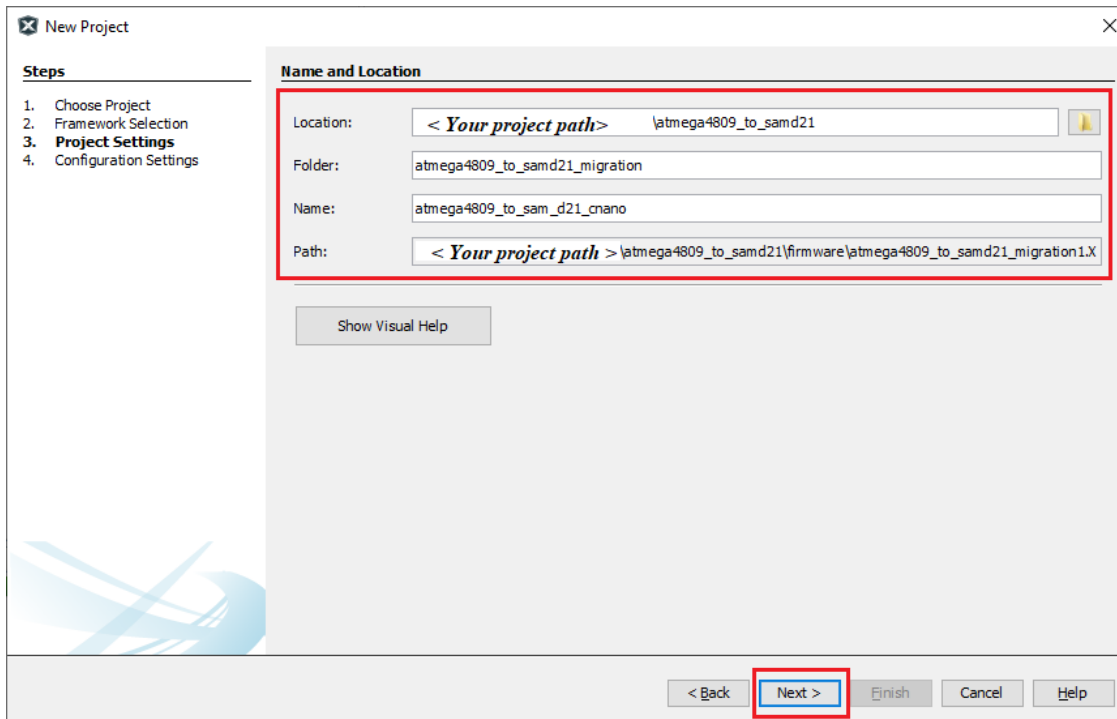 New Project
Steps
1. Choose Project
2. Framework Selection
3. Project Settings
4. Configuration Settings
Name and Location
Location: < Your project path> \atmega4809_to_samd21
Folder: atmega4809_to_samd21_migration
Name: atmega4809_to_sam_d21_cnano
Path: < Your project path >\atmega4809_to_samd21\firmware\atmega4809_to_samd21_migration1.X
Show Visual Help
< Back Next > Finish Cancel Help